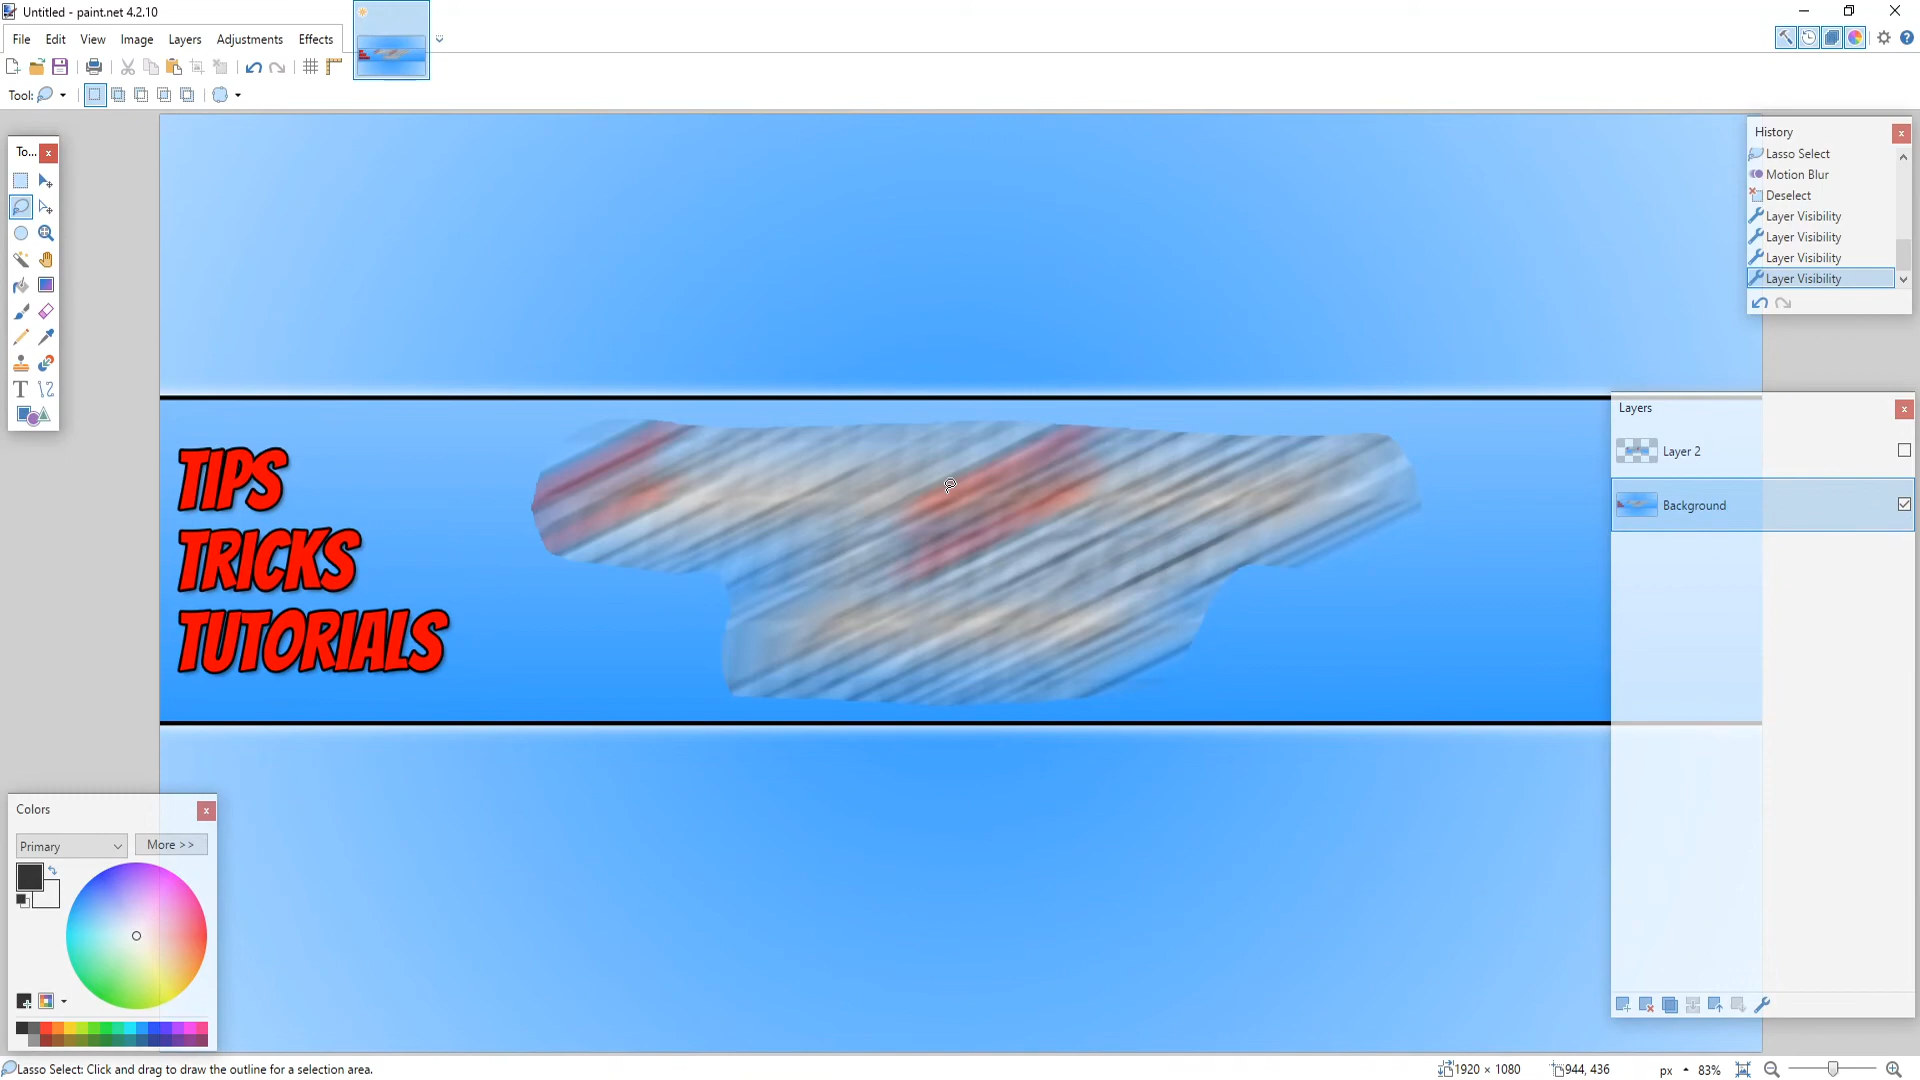 Untitled - paint.net 4.2.10
File Edit View Image Layers Adjustments Effects
Tool:
To...
History
Lasso Select
Motion Blur
Deselect
Layer Visibility
Layer Visibility
Layer Visibility
Layer Visibility
TIPS
TRICKS
TUTORIALS
Layers
Layer 2
Background
Colors
Primary
More >>
Lasso Select: Click and drag to draw the outline for a selection area.
1920 × 1080
944, 436
px
83%